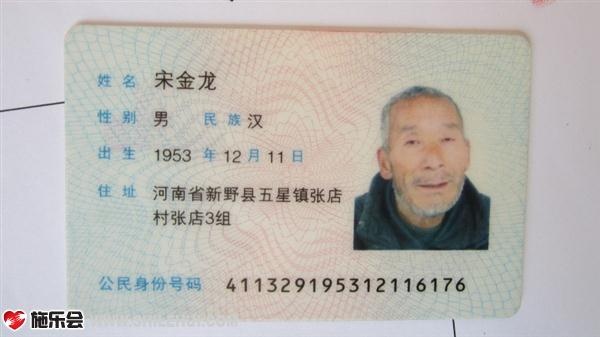 姓名 宋金龙
性别 男 民族 汉
出生 1953 年 12 月 11 日
住址 河南省新野县五星镇张店
村张店3组
公民身份号码 411329195312116176
施乐会
WWW.SHILEHUI.COM